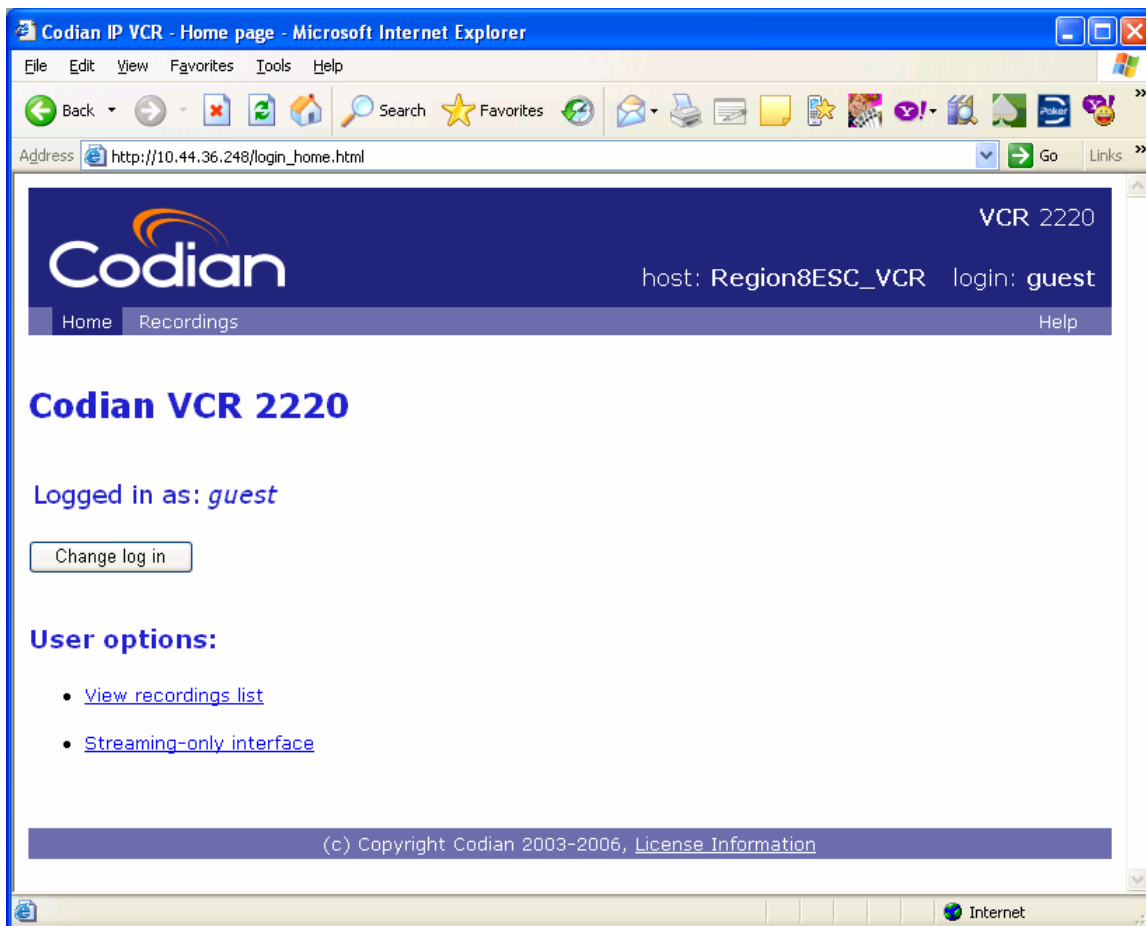 Codian IP VCR - Home page - Microsoft Internet Explorer
File Edit View Favorites Tools Help
Back Search Favorites Poker
Address http://10.44.36.248/login_home.html Go Links
VCR 2220
Codian
host: Region8ESC_VCR login: guest
Home Recordings Help
Codian VCR 2220
Logged in as: guest
Change log in
User options:
View recordings list
Streaming-only interface
(c) Copyright Codian 2003-2006, License Information
Internet